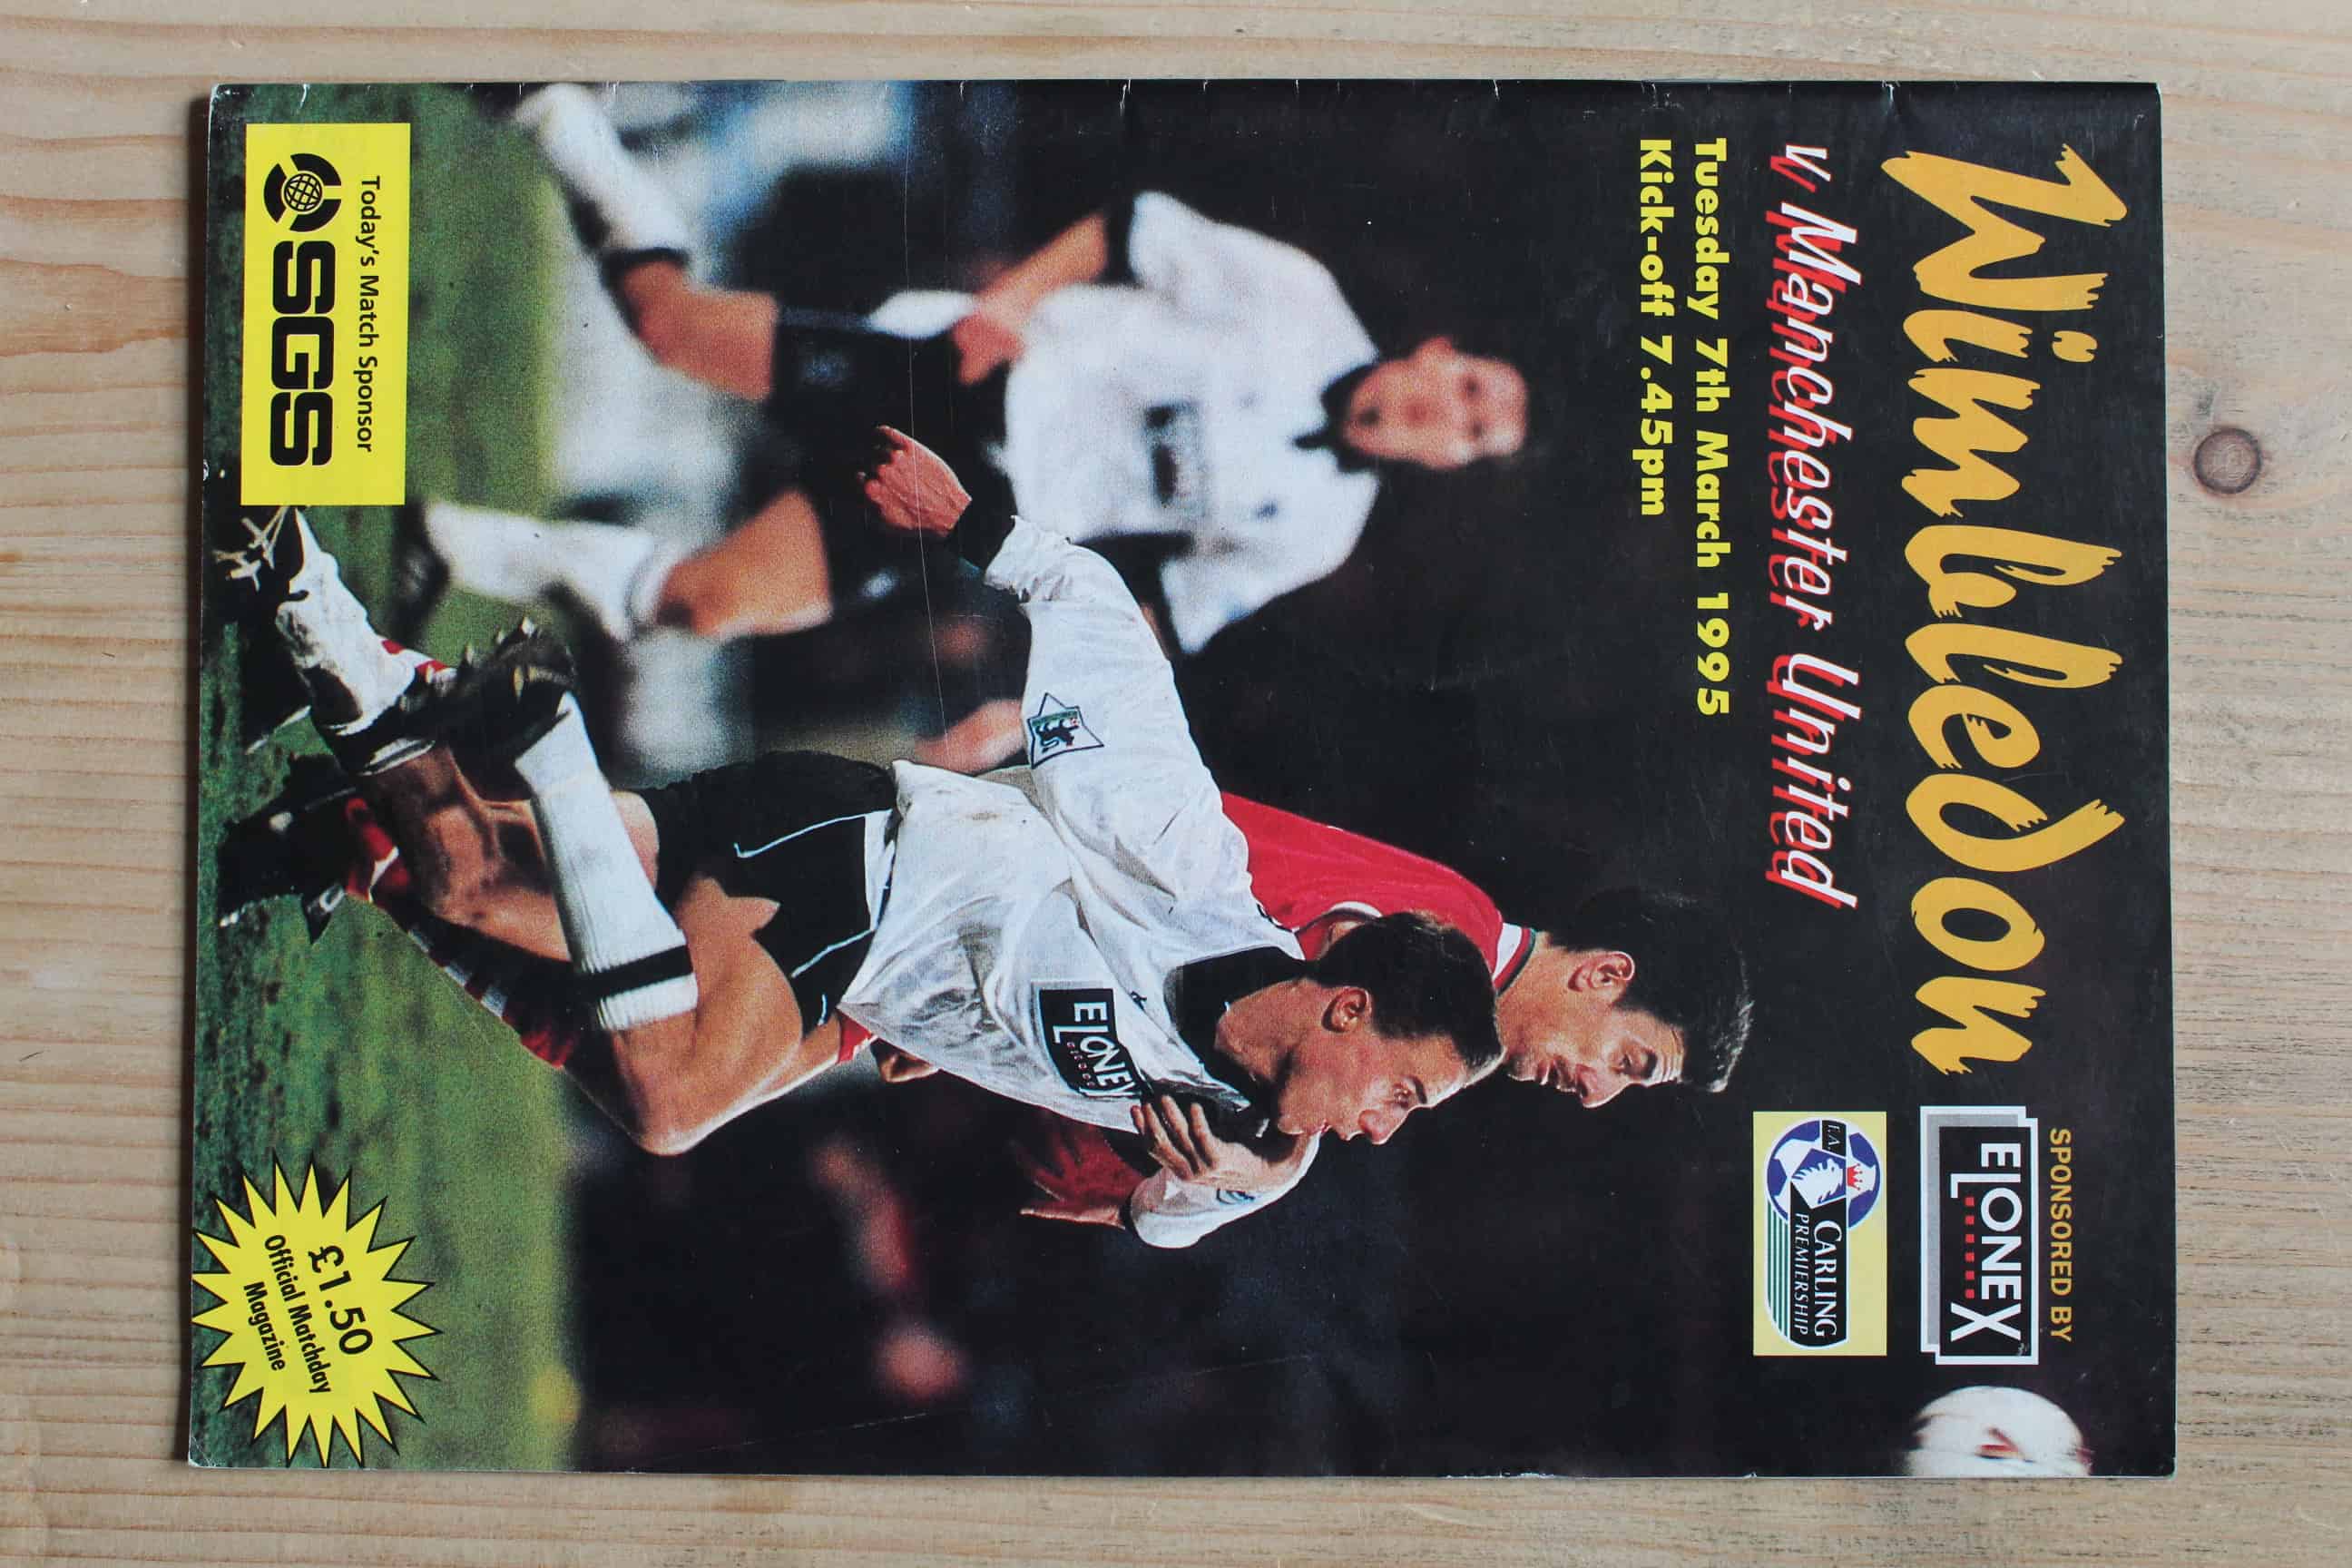 Wimbledon
SPONSORED BY
ELONEX
v Manchester United
F.A. CARLING
PREMIERSHIP
Tuesday 7th March 1995
Kick-off 7.45pm
ELONEX
Today's Match Sponsor
SGS
£1.50
Official Matchday
Magazine